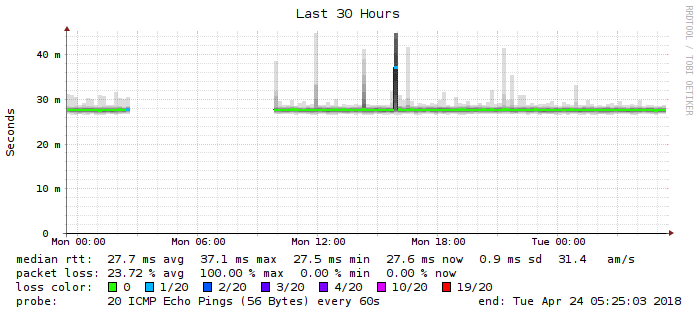 Last 30 Hours
RRDTOOL / TOBI OETIKER
Seconds
40 m
30 m
20 m
10 m
0
Mon 00:00 Mon 06:00 Mon 12:00 Mon 18:00 Tue 00:00
median rtt: 27.7 ms avg 37.1 ms max 27.5 ms min 27.6 ms now 0.9 ms sd 31.4 am/s
packet loss: 23.72 % avg 100.00 % max 0.00 % min 0.00 % now
loss color: 0 1/20 2/20 3/20 4/20 10/20 19/20
probe: 20 ICMP Echo Pings (56 Bytes) every 60s end: Tue Apr 24 05:25:03 2018